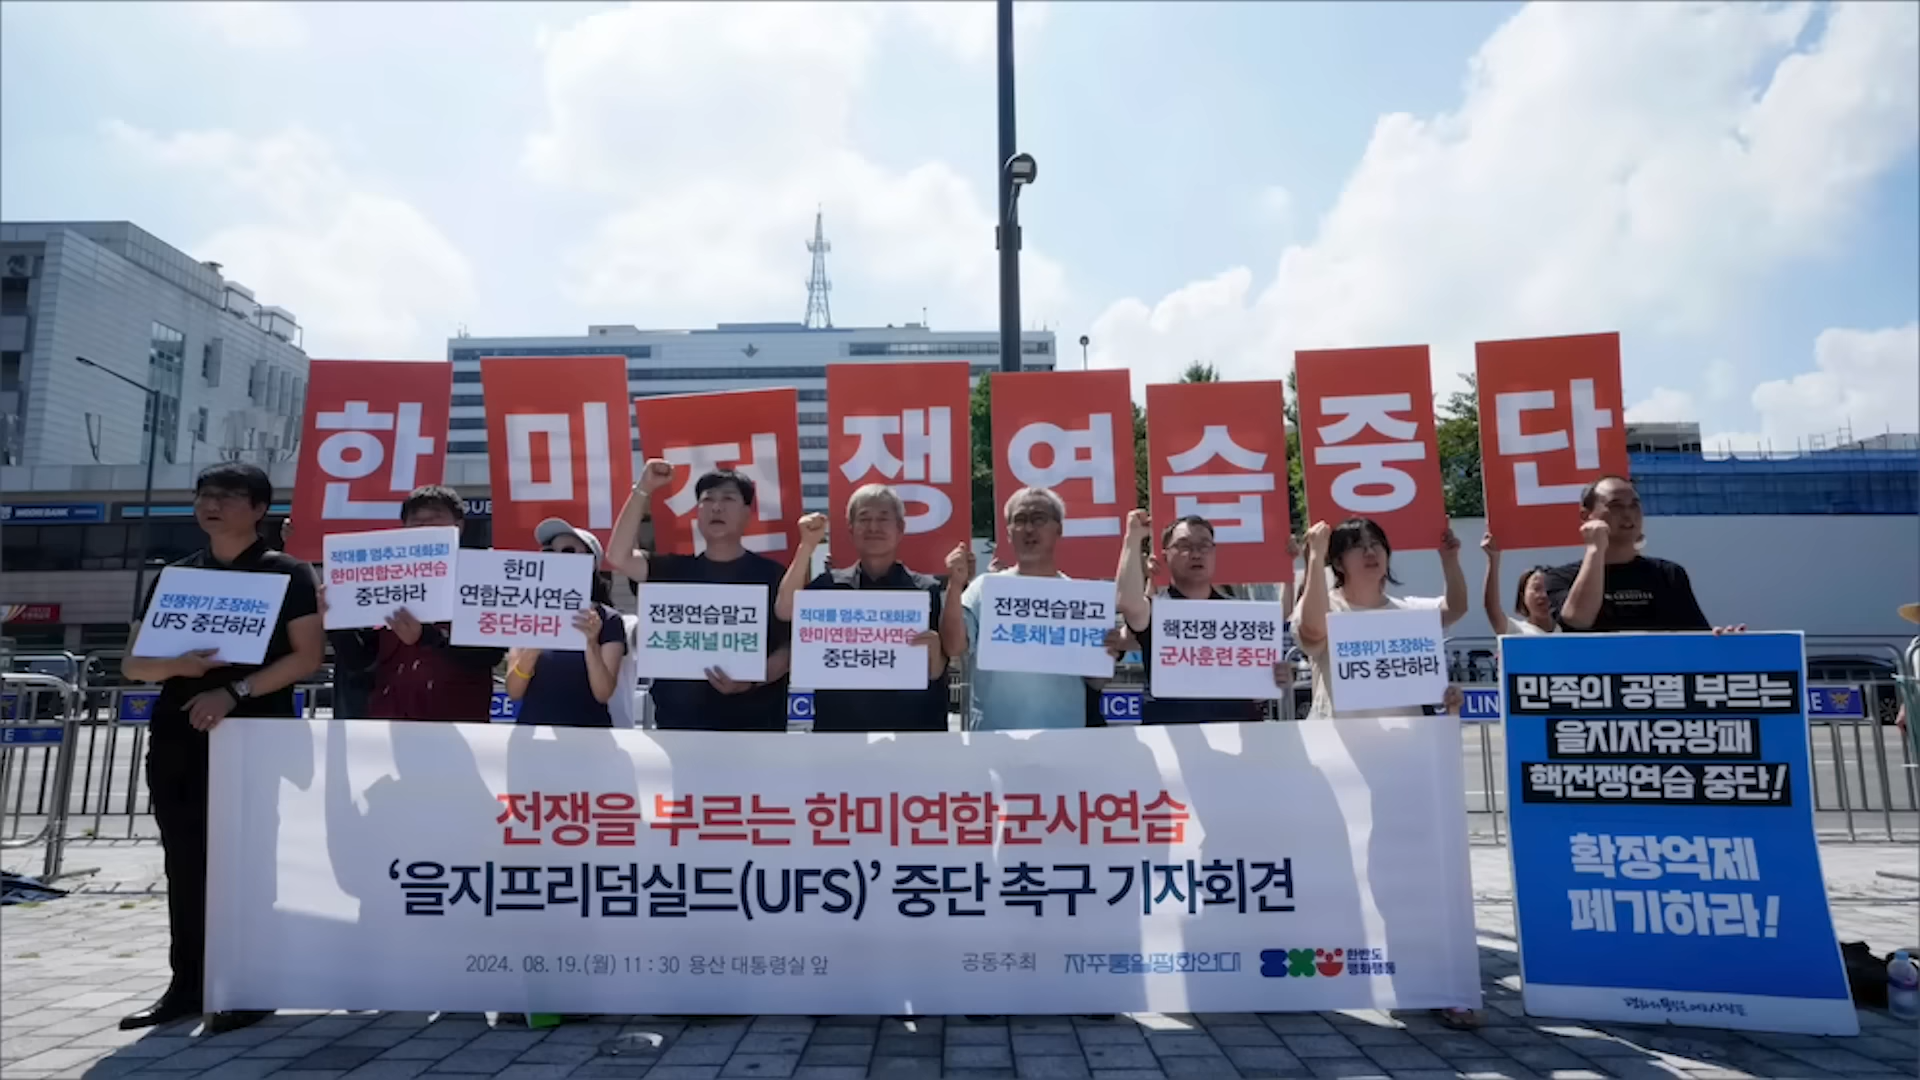 한미전쟁연습중단
WOORI BANK
전쟁위기 조장하는
UFS 중단하라
적대를 멈추고 대화로!
한미연합군사연습
중단하라
한미
연합군사연습
중단하라
전쟁연습말고
소통채널 마련
적대를 멈추고 대화로!
한미연합군사연습
중단하라
전쟁연습말고
소통채널 마련
핵전쟁 상정한
군사훈련 중단!
전쟁위기 조장하는
UFS 중단하라
민족의 공멸 부르는
을지자유방패
핵전쟁연습 중단!
확장억제
폐기하라!
전쟁을 부르는 한미연합군사연습
‘을지프리덤실드(UFS)’ 중단 촉구 기자회견
2024. 08. 19.(월) 11 : 30 용산 대통령실 앞
공동주최 자주통일평화연대 한반도
평화행동